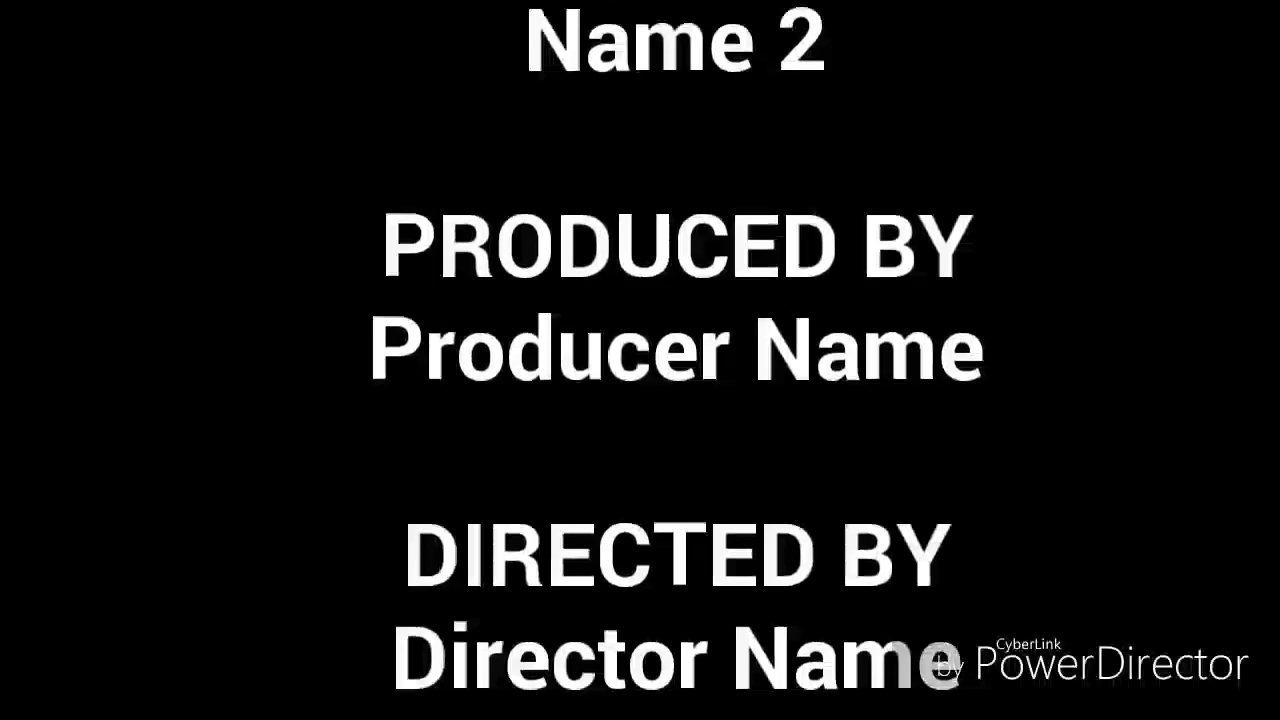 Name 2
PRODUCED BY
Producer Name
DIRECTED BY
Director Name
CyberLink
by PowerDirector